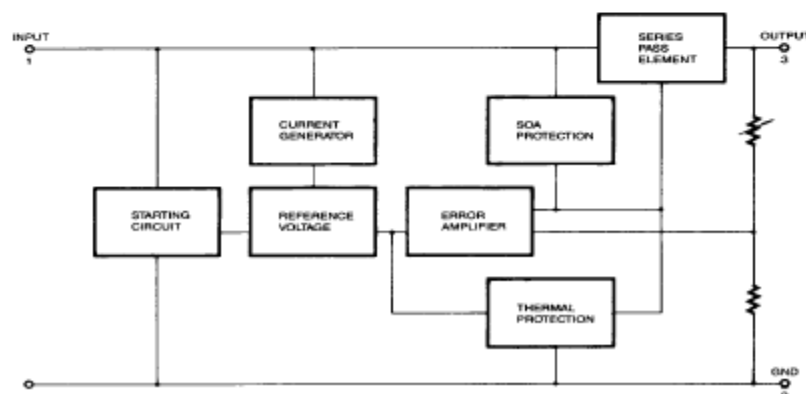 INPUT
1
SERIES
PASS
ELEMENT
OUTPUT
3
CURRENT
GENERATOR
SOA
PROTECTION
STARTING
CIRCUIT
REFERENCE
VOLTAGE
ERROR
AMPLIFIER
THERMAL
PROTECTION
GND